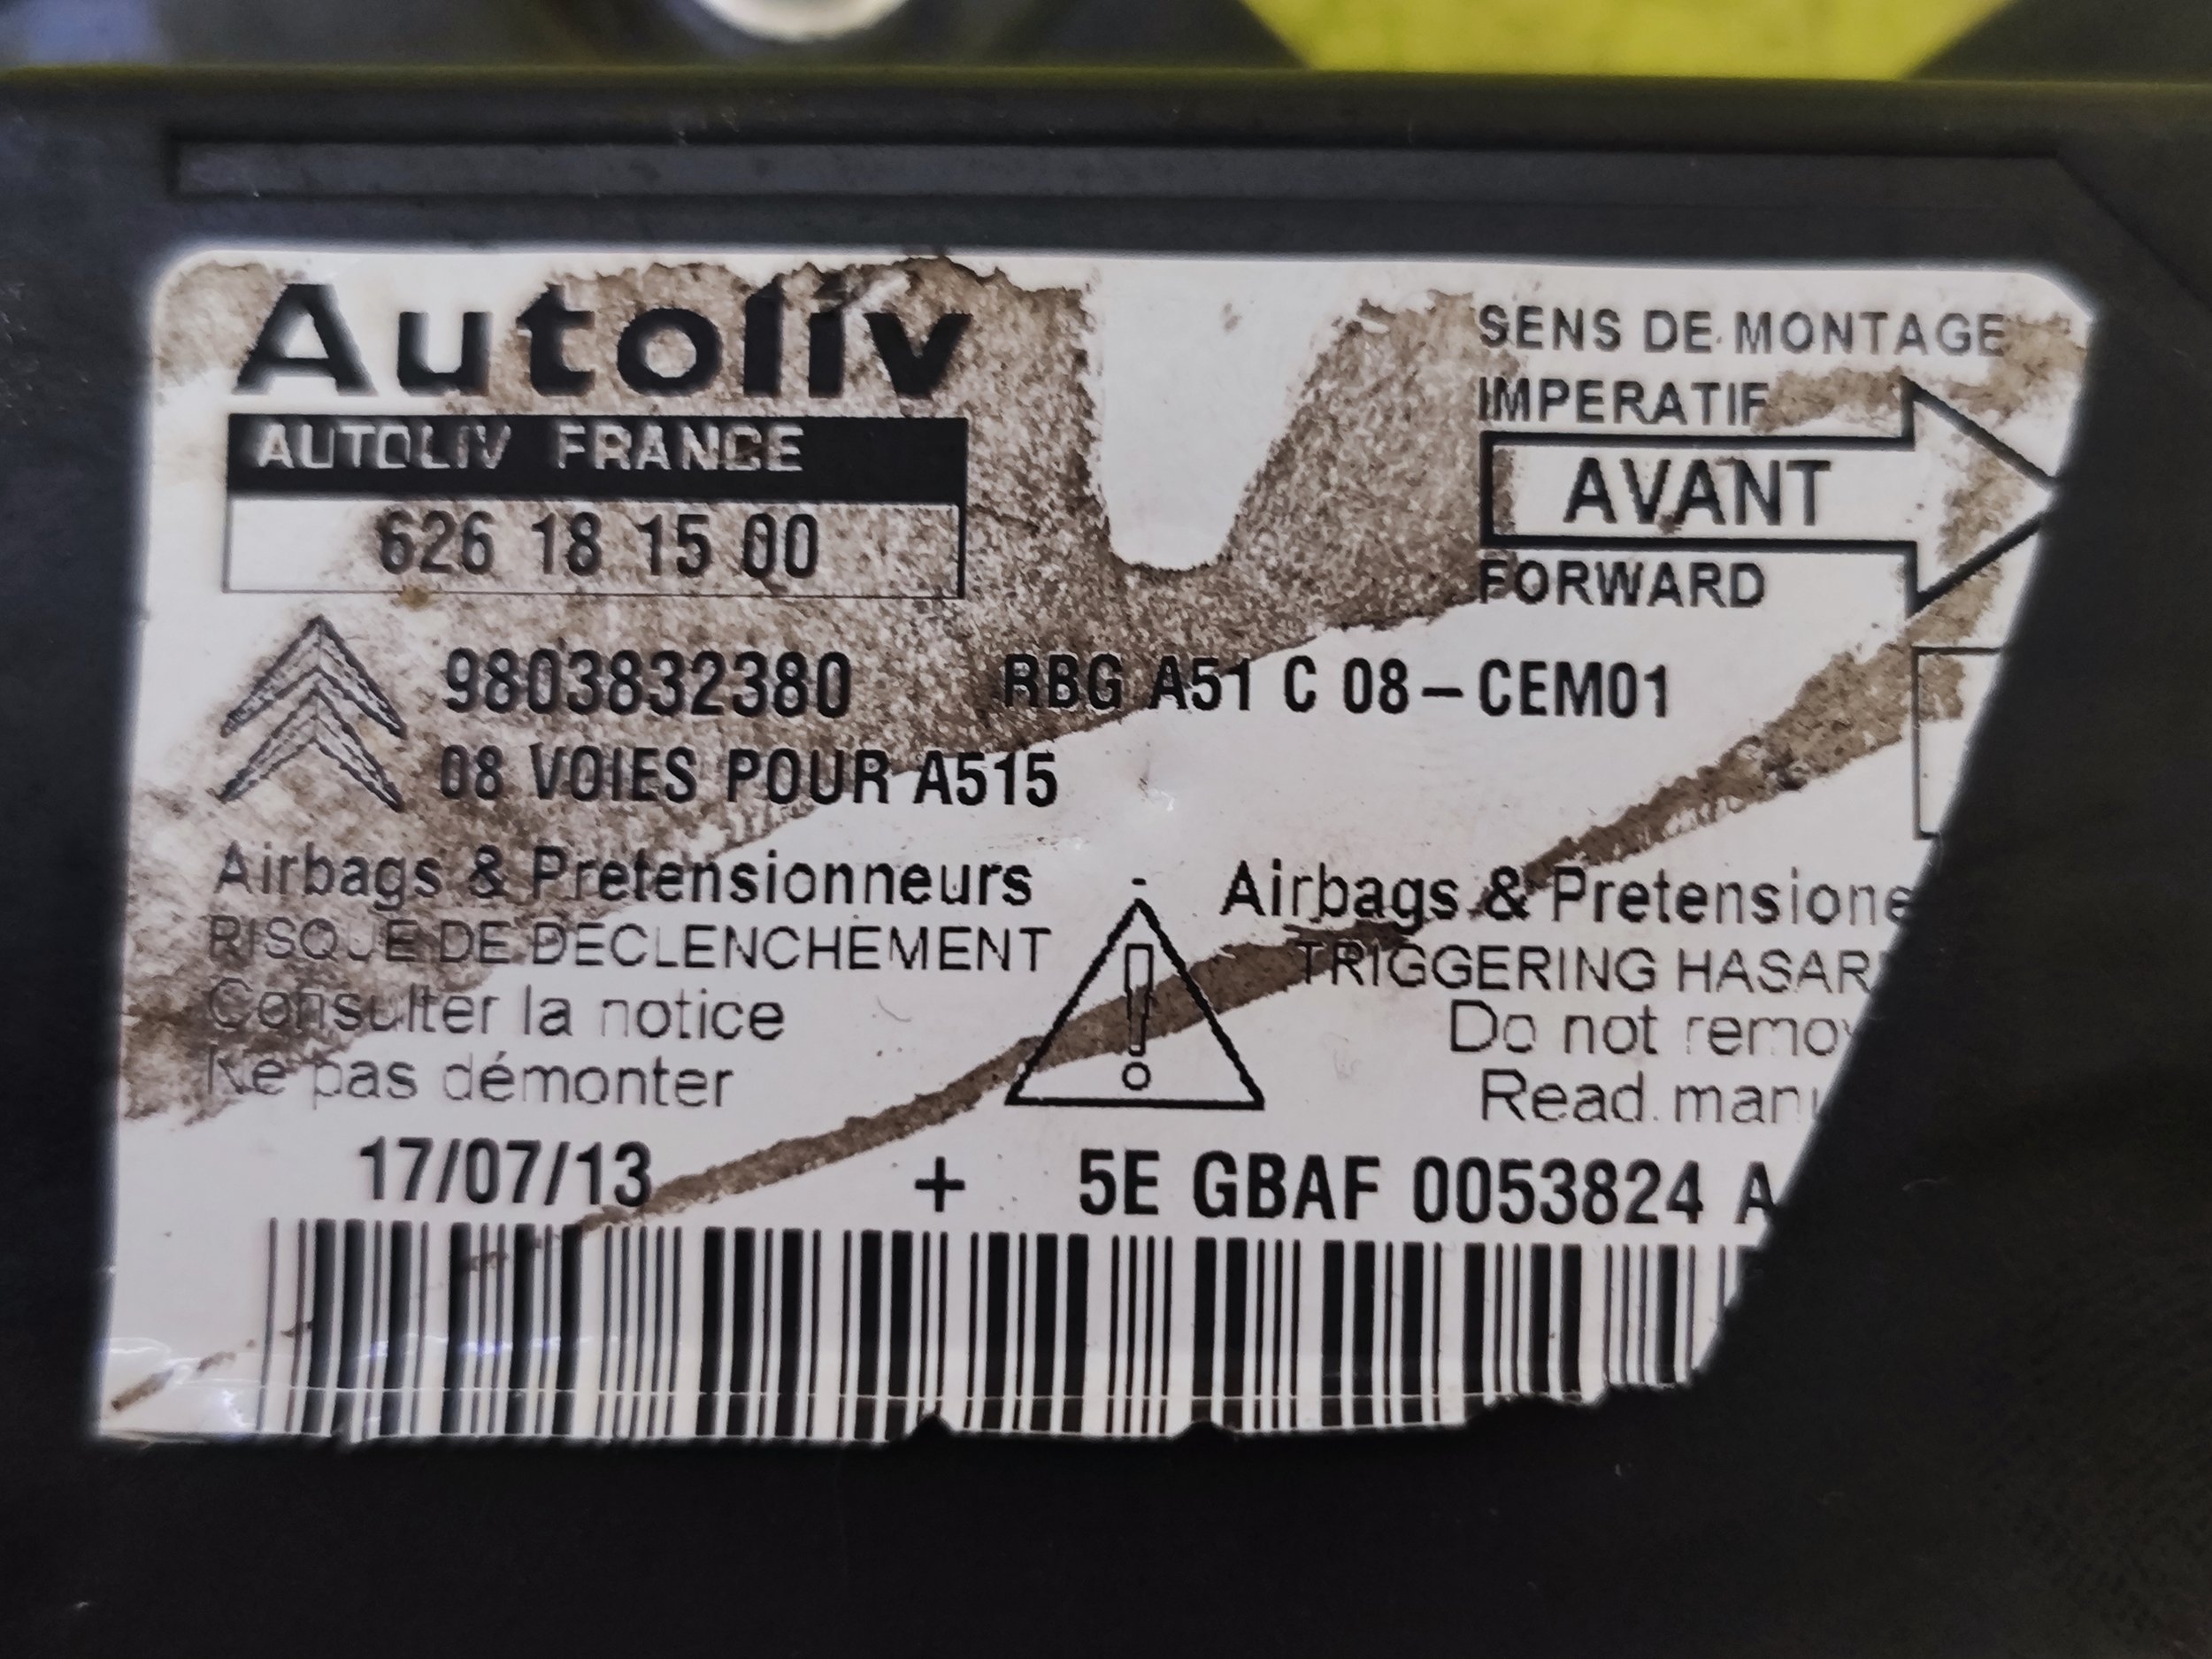 Autoliv
AUTOLIV FRANCE
626 18 15 00
SENS DE MONTAGE
IMPERATIF
AVANT
FORWARD
9803832380 RBG A51 C 08-CEM01
08 VOIES POUR A515
Airbags & Pretensionneurs
RISQUE DE DECLENCHEMENT
Consulter la notice
Ne pas démonter
Airbags & Pretensione
TRIGGERING HASAR
Do not remov
Read manu
17/07/13 + 5E GBAF 0053824 A